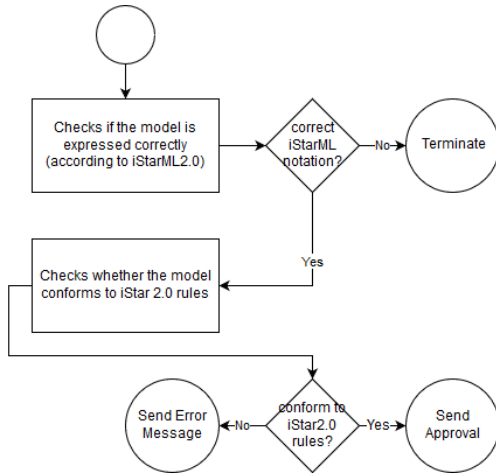 Checks if the model is
expressed correctly
(according to iStarML2.0)
correct
iStarML
notation?
No
Terminate
Yes
Checks whether the model
conforms to iStar 2.0 rules
conform to
iStar2.0
rules?
No
Send Error
Message
Yes
Send
Approval